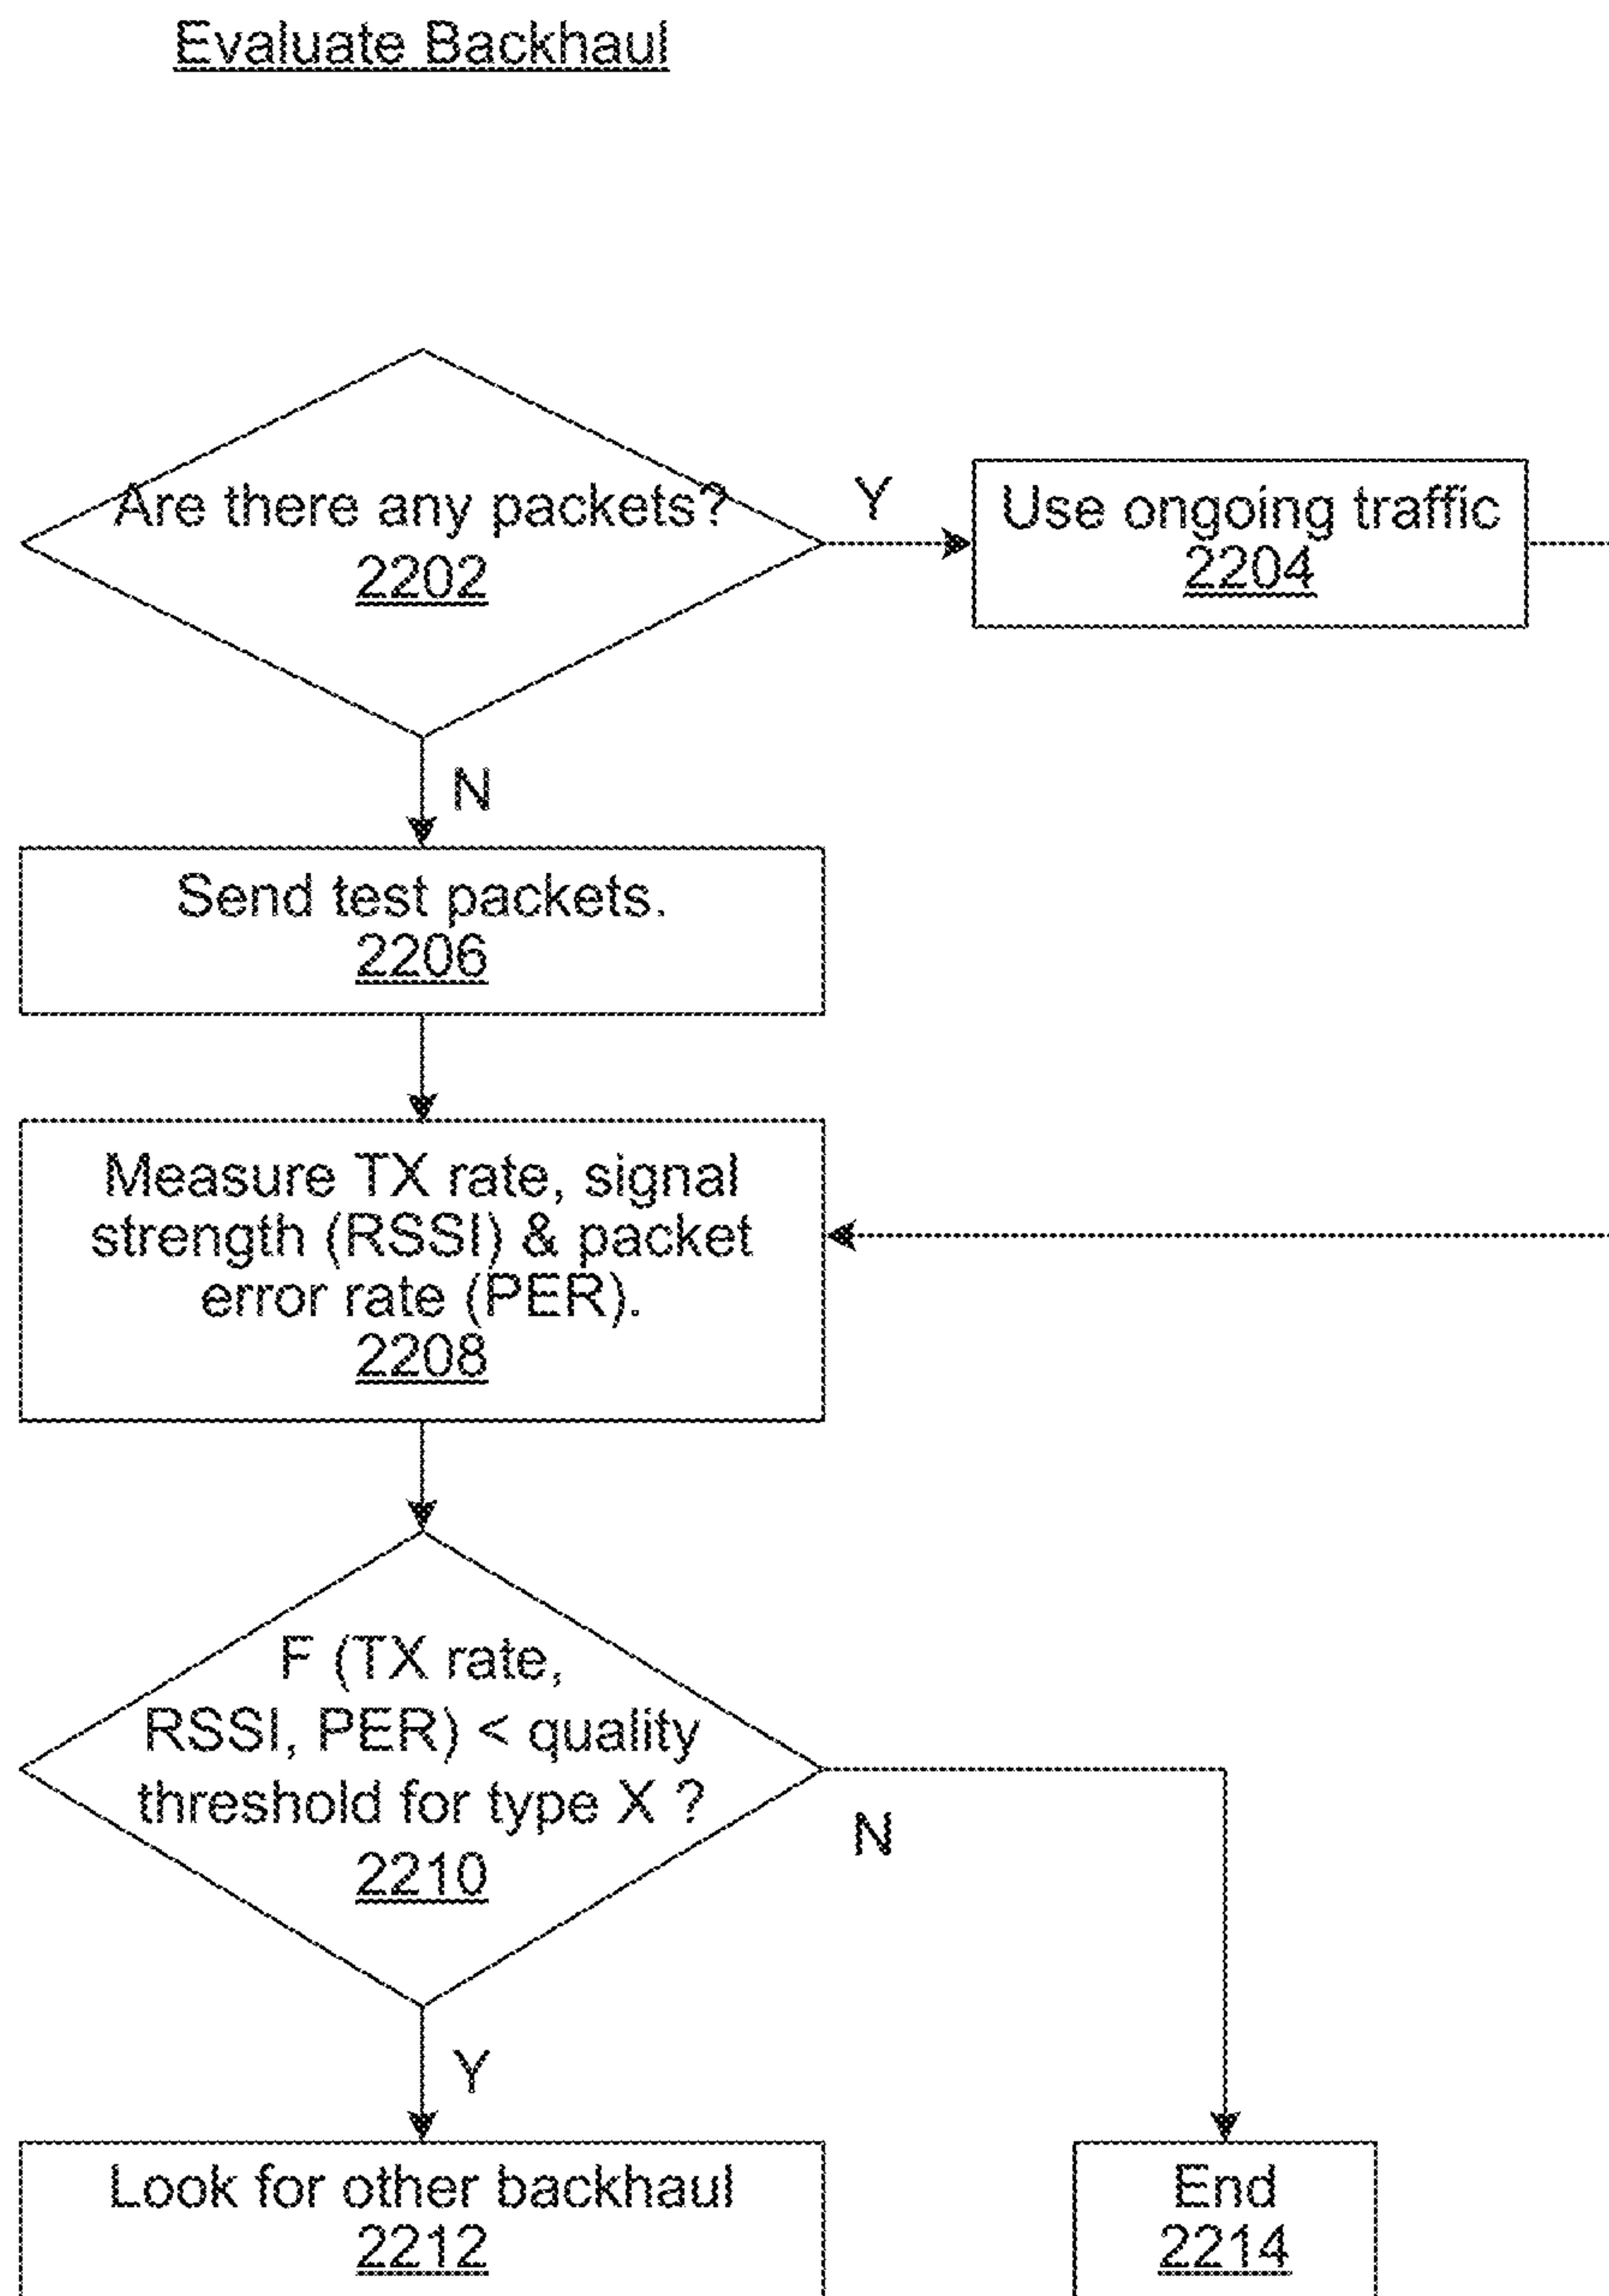 Evaluate Backhaul
Are there any packets?
2202
Y
Use ongoing traffic
2204
N
Send test packets.
2206
Measure TX rate, signal
strength (RSSI) & packet
error rate (PER).
2208
F (TX rate,
RSSI, PER) < quality
threshold for type X ?
2210
N
Y
Look for other backhaul
2212
End
2214